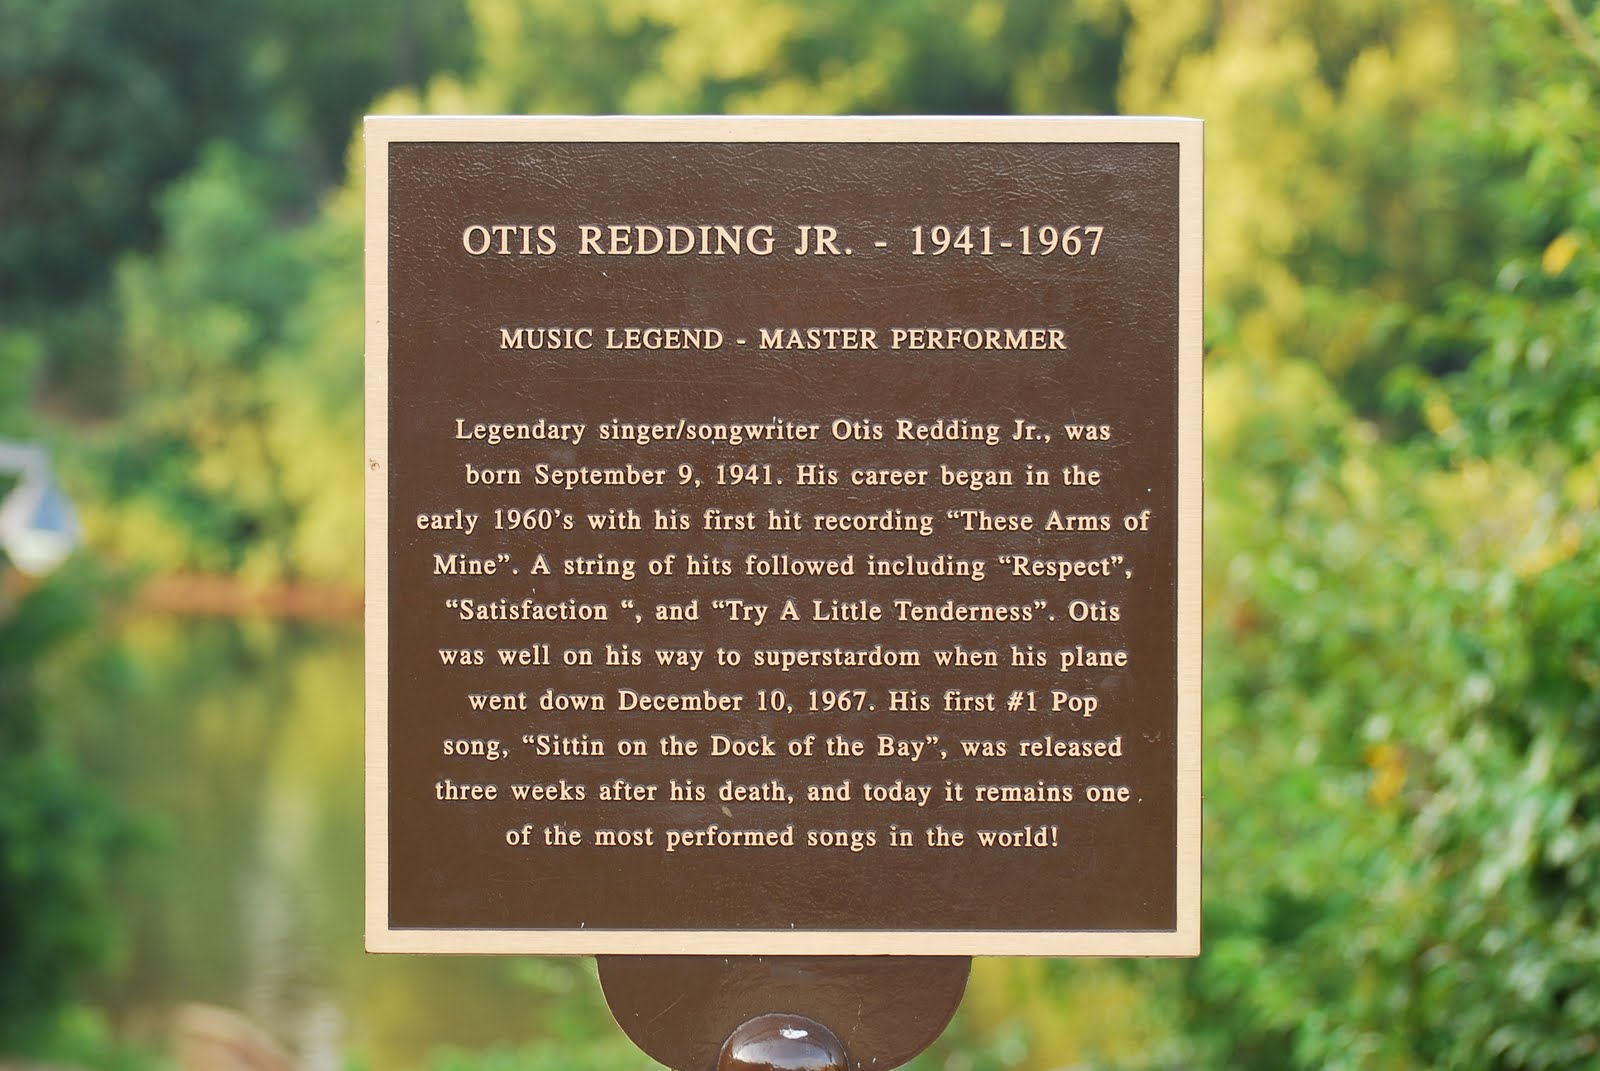 OTIS REDDING JR. - 1941-1967
MUSIC LEGEND - MASTER PERFORMER
Legendary singer/songwriter Otis Redding Jr., was
born September 9, 1941. His career began in the
early 1960’s with his first hit recording “These Arms of
Mine”. A string of hits followed including “Respect”,
“Satisfaction “, and “Try A Little Tenderness”. Otis
was well on his way to superstardom when his plane
went down December 10, 1967. His first #1 Pop
song, “Sittin on the Dock of the Bay”, was released
three weeks after his death, and today it remains one
of the most performed songs in the world!